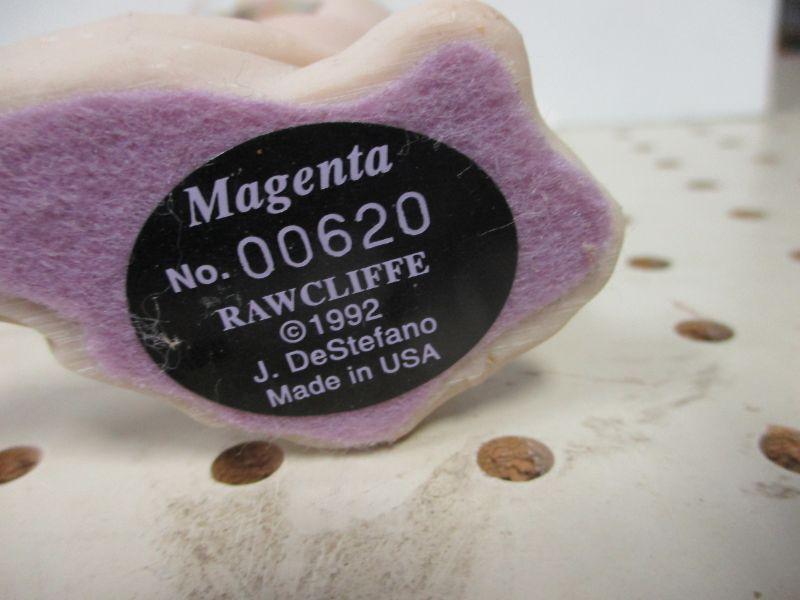 Magenta
No. 00620
RAWCLIFFE
©1992
J. DeStefano
Made in USA